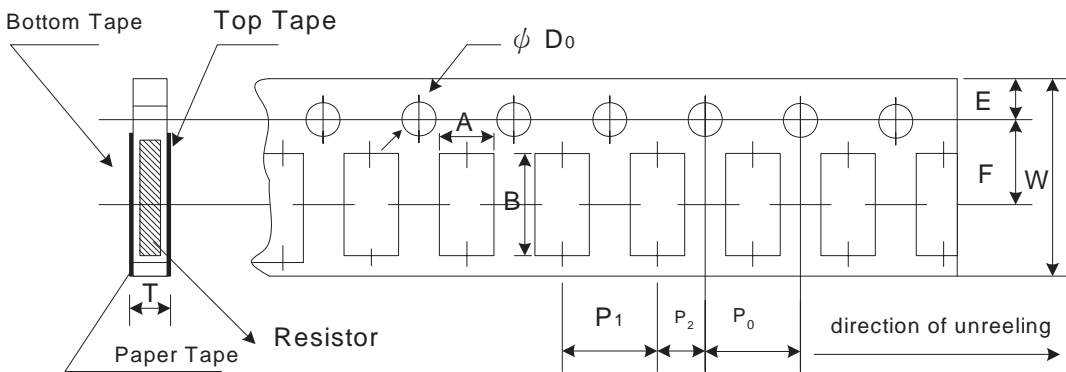 Bottom Tape
Top Tape
ϕ D0
E
A
F
W
B
T
P1
P2
P0
Resistor
direction of unreeling
Paper Tape